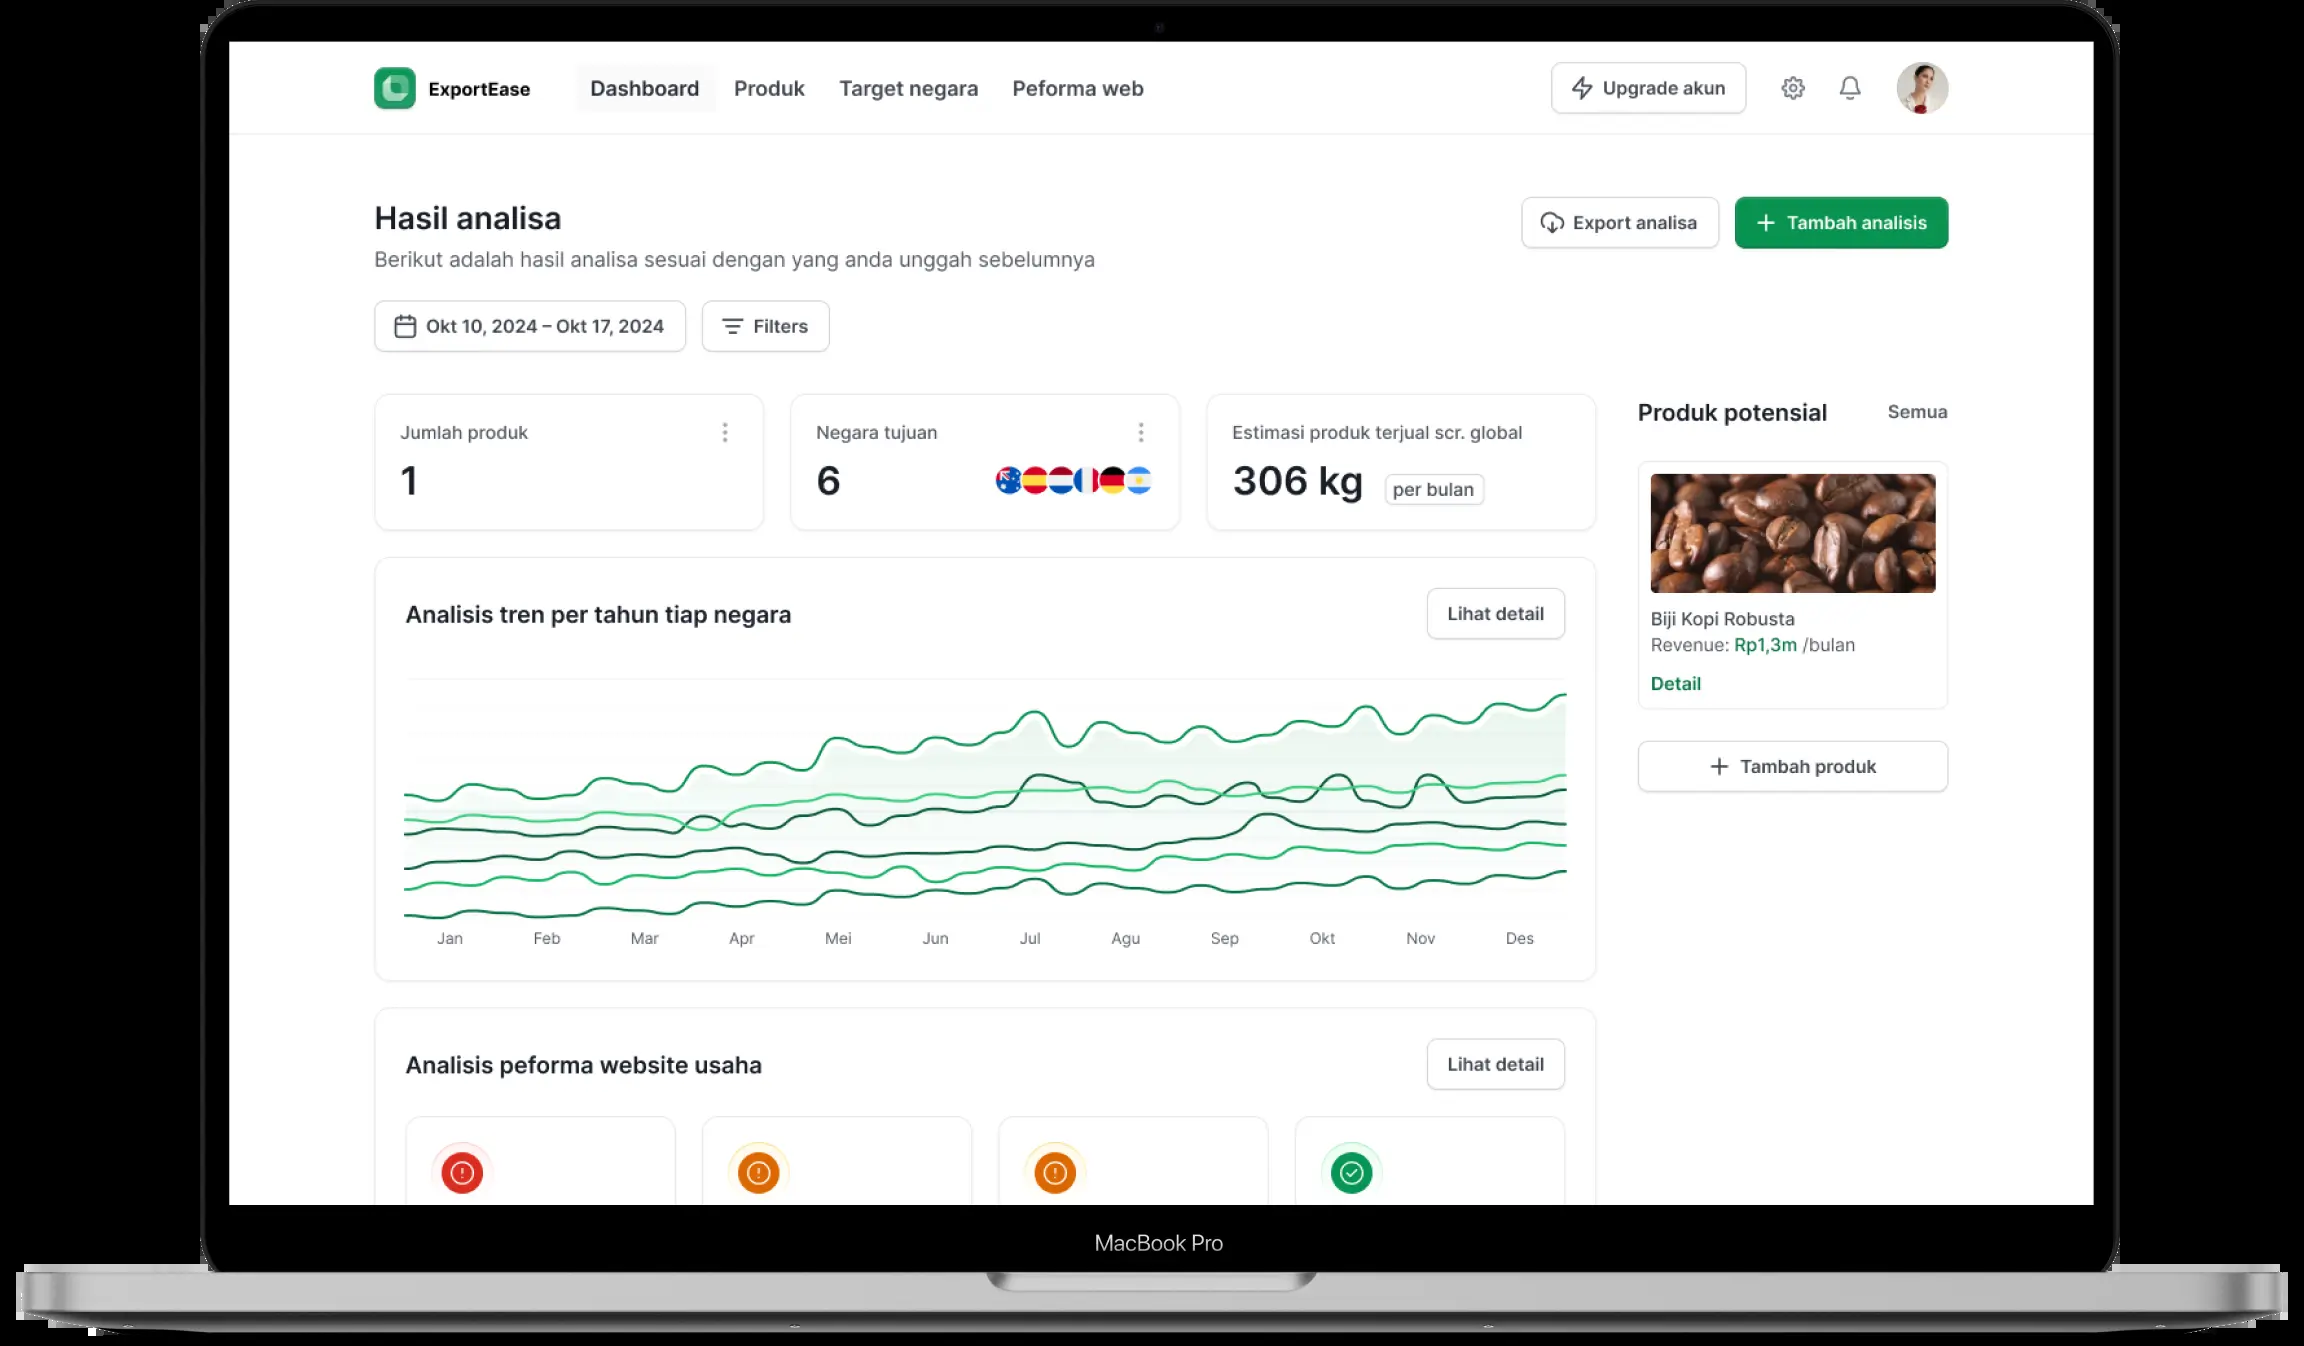 ExportEase
Dashboard
Produk
Target negara
Peforma web
Upgrade akun
Hasil analisa
Berikut adalah hasil analisa sesuai dengan yang anda unggah sebelumnya
Export analisa
Tambah analisis
Okt 10, 2024 – Okt 17, 2024
Filters
Jumlah produk
1
Negara tujuan
6
Estimasi produk terjual scr. global
306 kg
per bulan
Produk potensial
Semua
Biji Kopi Robusta
Revenue: Rp1,3m /bulan
Detail
Tambah produk
Analisis tren per tahun tiap negara
Lihat detail
Jan
Feb
Mar
Apr
Mei
Jun
Jul
Agu
Sep
Okt
Nov
Des
Analisis peforma website usaha
Lihat detail
MacBook Pro